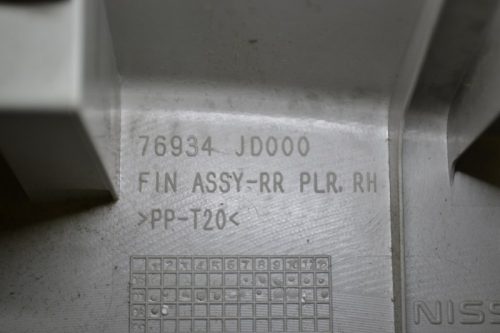 76934 JD000
FIN ASSY-RR PLR. RH
>PP-T20<
NISS